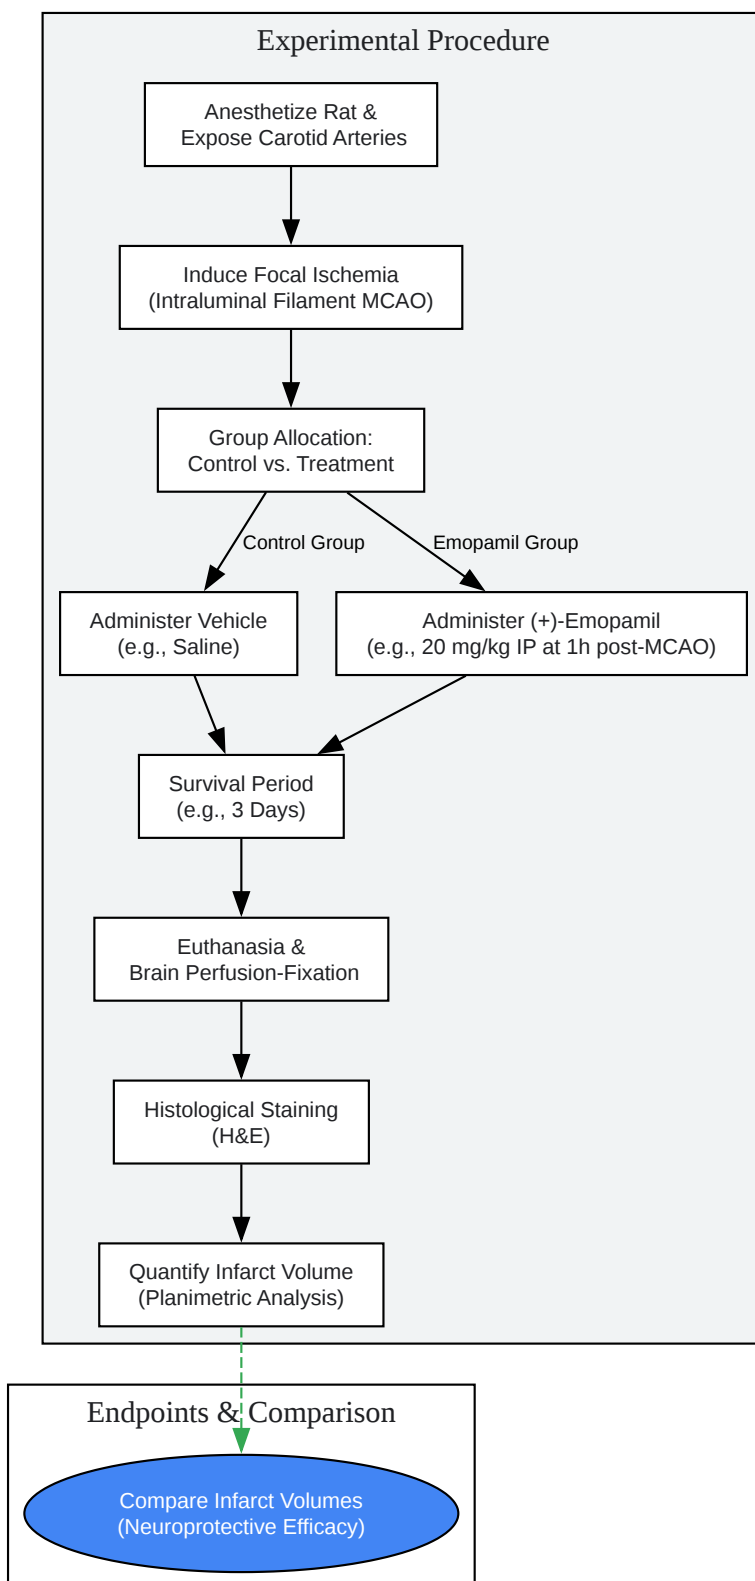 Experimental Procedure
Anesthetize Rat &
Expose Carotid Arteries
Induce Focal Ischemia
(Intraluminal Filament MCAO)
Group Allocation:
Control vs. Treatment
Control Group
Emopamil Group
Administer Vehicle
(e.g., Saline)
Administer (+)-Emopamil
(e.g., 20 mg/kg IP at 1h post-MCAO)
Survival Period
(e.g., 3 Days)
Euthanasia &
Brain Perfusion-Fixation
Histological Staining
(H&E)
Quantify Infarct Volume
(Planimetric Analysis)
Endpoints & Comparison
Compare Infarct Volumes
(Neuroprotective Efficacy)